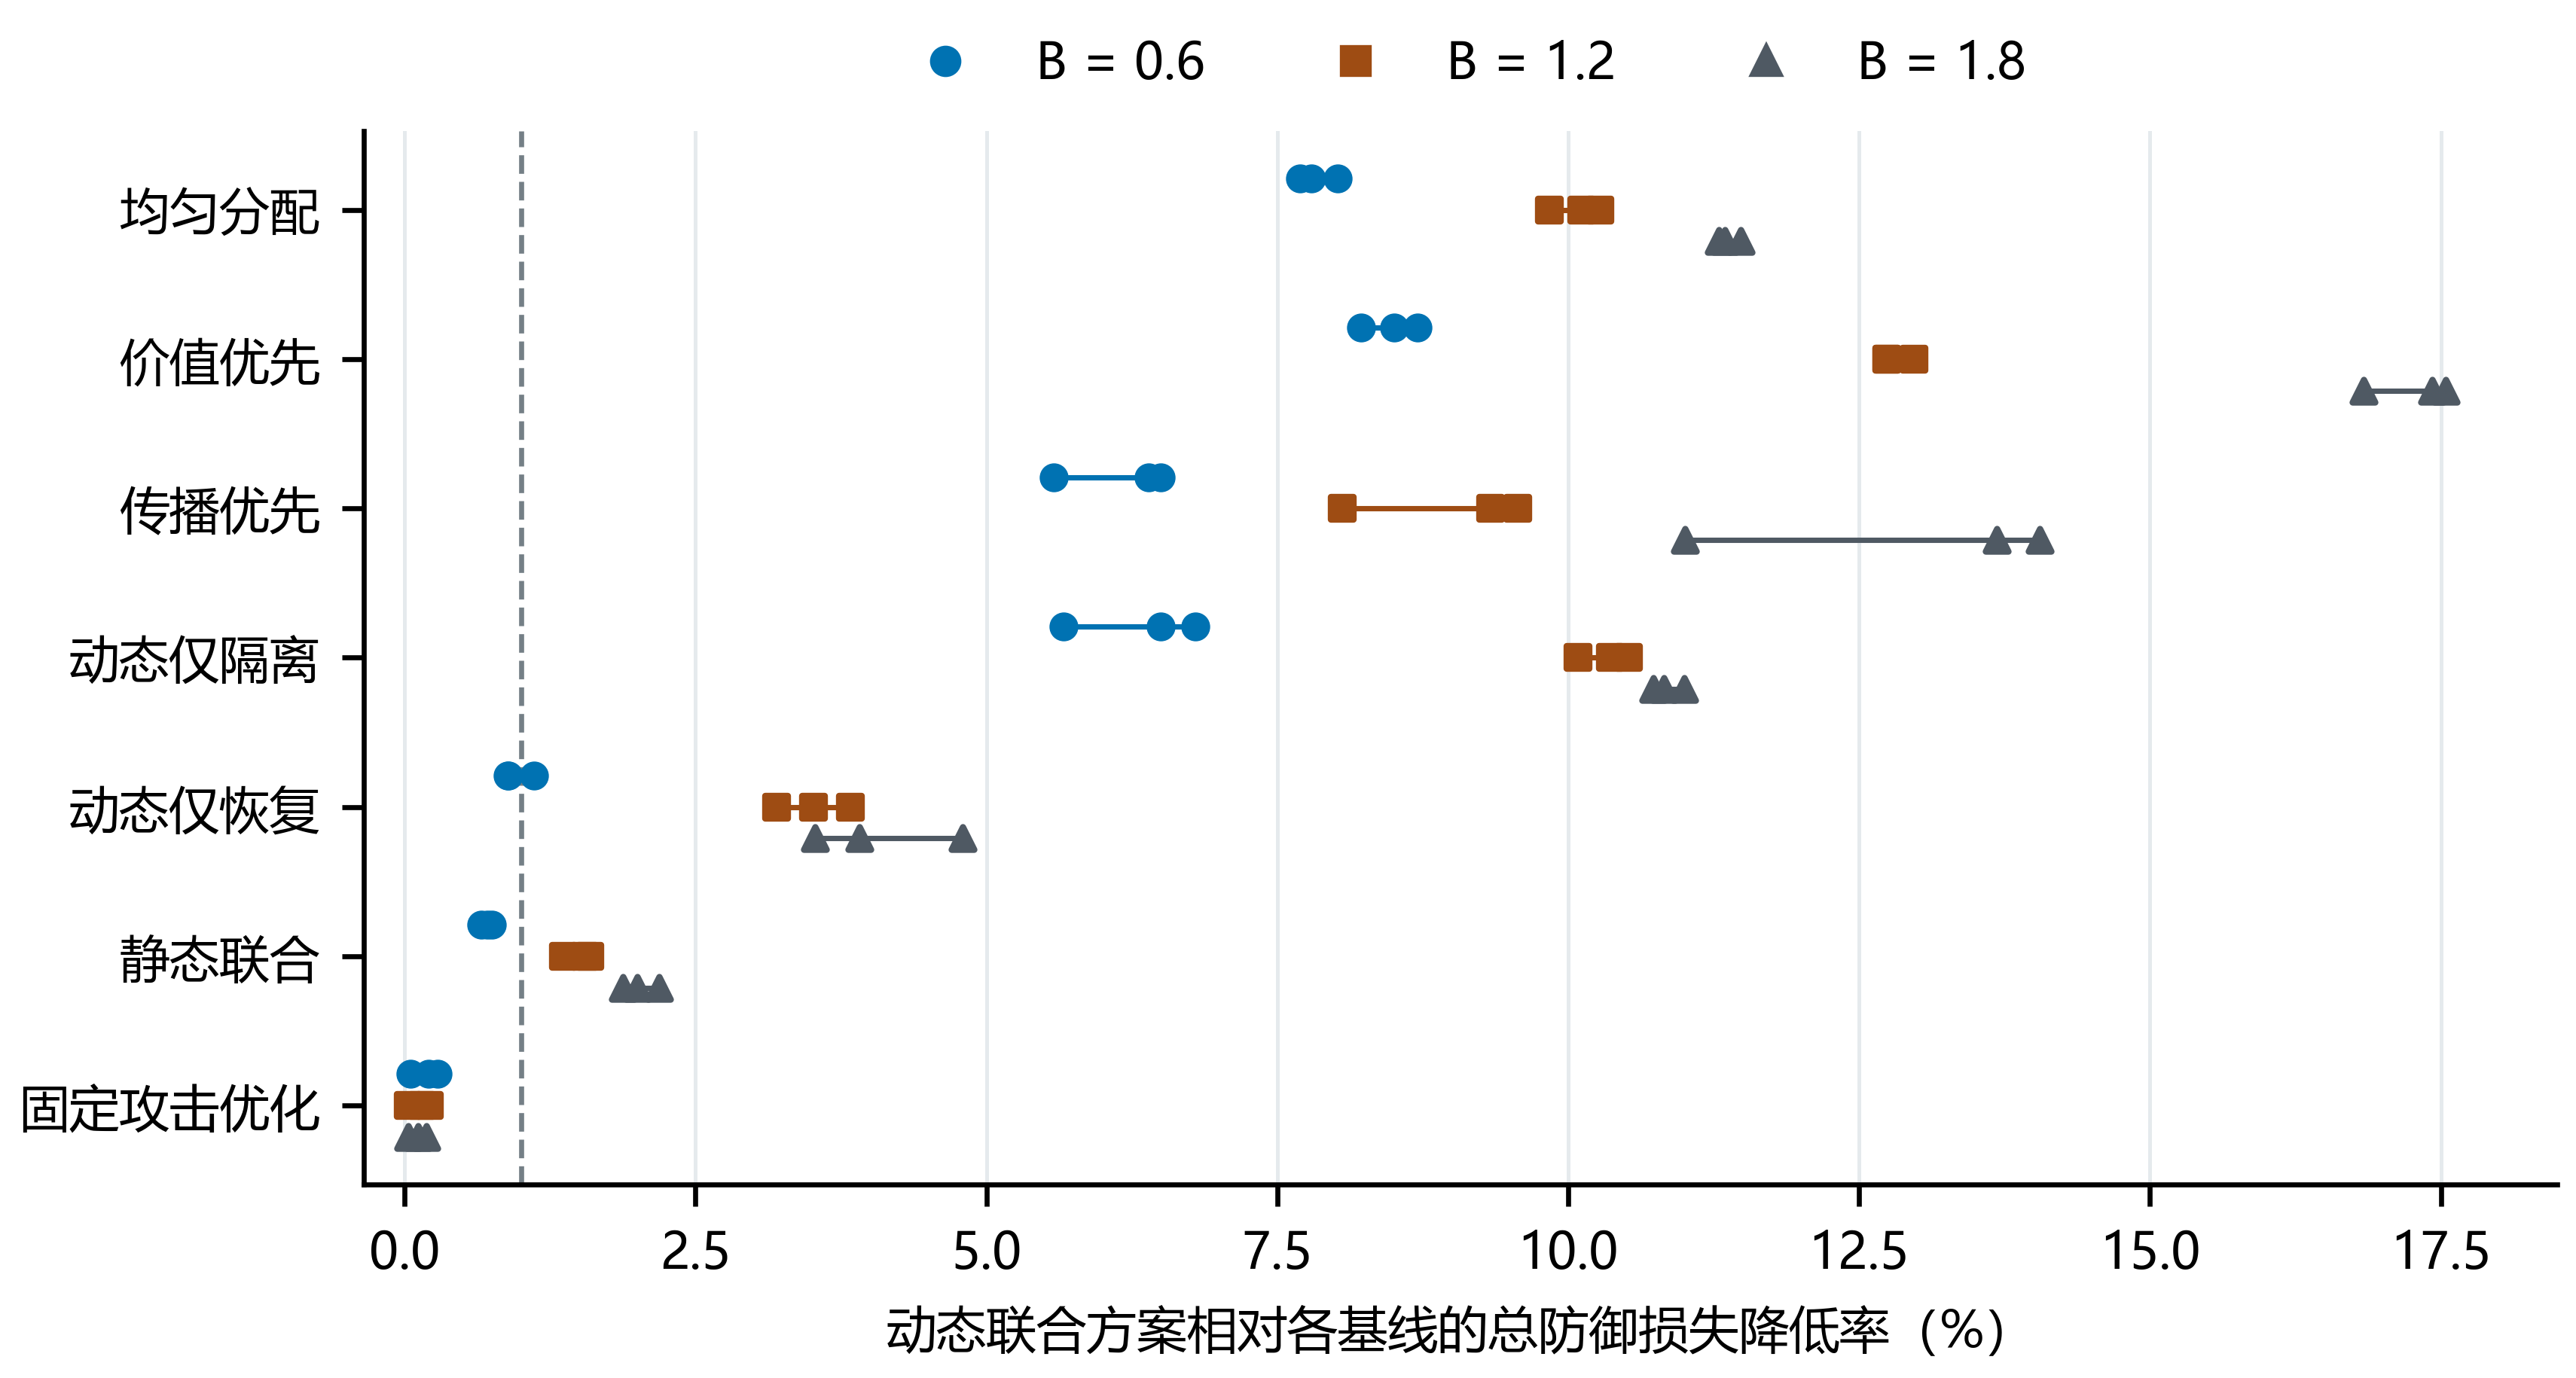 B = 0.6 B = 1.2 B = 1.8
均匀分配
价值优先
传播优先
动态仅隔离
动态仅恢复
静态联合
固定攻击优化
0.0 2.5 5.0 7.5 10.0 12.5 15.0 17.5
动态联合方案相对各基线的总防御损失降低率（%）